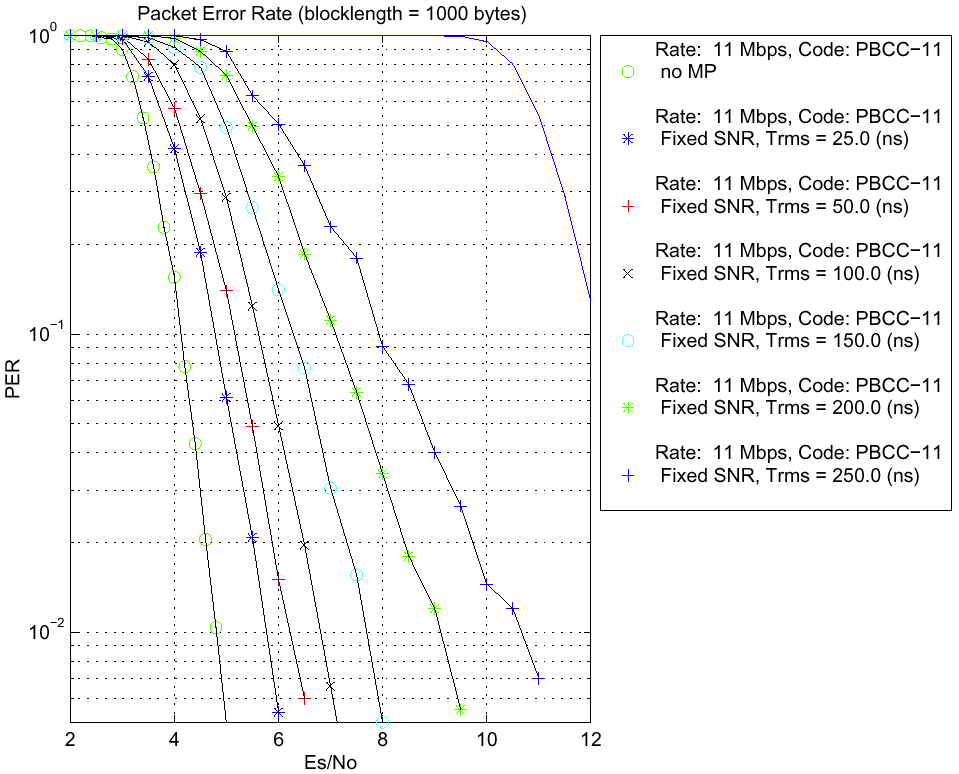 Packet Error Rate (blocklength = 1000 bytes)
10^0
10^−1
10^−2
PER
2 4 6 8 10 12
Es/No
Rate: 11 Mbps, Code: PBCC−11
no MP
Rate: 11 Mbps, Code: PBCC−11
Fixed SNR, Trms = 25.0 (ns)
Rate: 11 Mbps, Code: PBCC−11
Fixed SNR, Trms = 50.0 (ns)
Rate: 11 Mbps, Code: PBCC−11
Fixed SNR, Trms = 100.0 (ns)
Rate: 11 Mbps, Code: PBCC−11
Fixed SNR, Trms = 150.0 (ns)
Rate: 11 Mbps, Code: PBCC−11
Fixed SNR, Trms = 200.0 (ns)
Rate: 11 Mbps, Code: PBCC−11
Fixed SNR, Trms = 250.0 (ns)